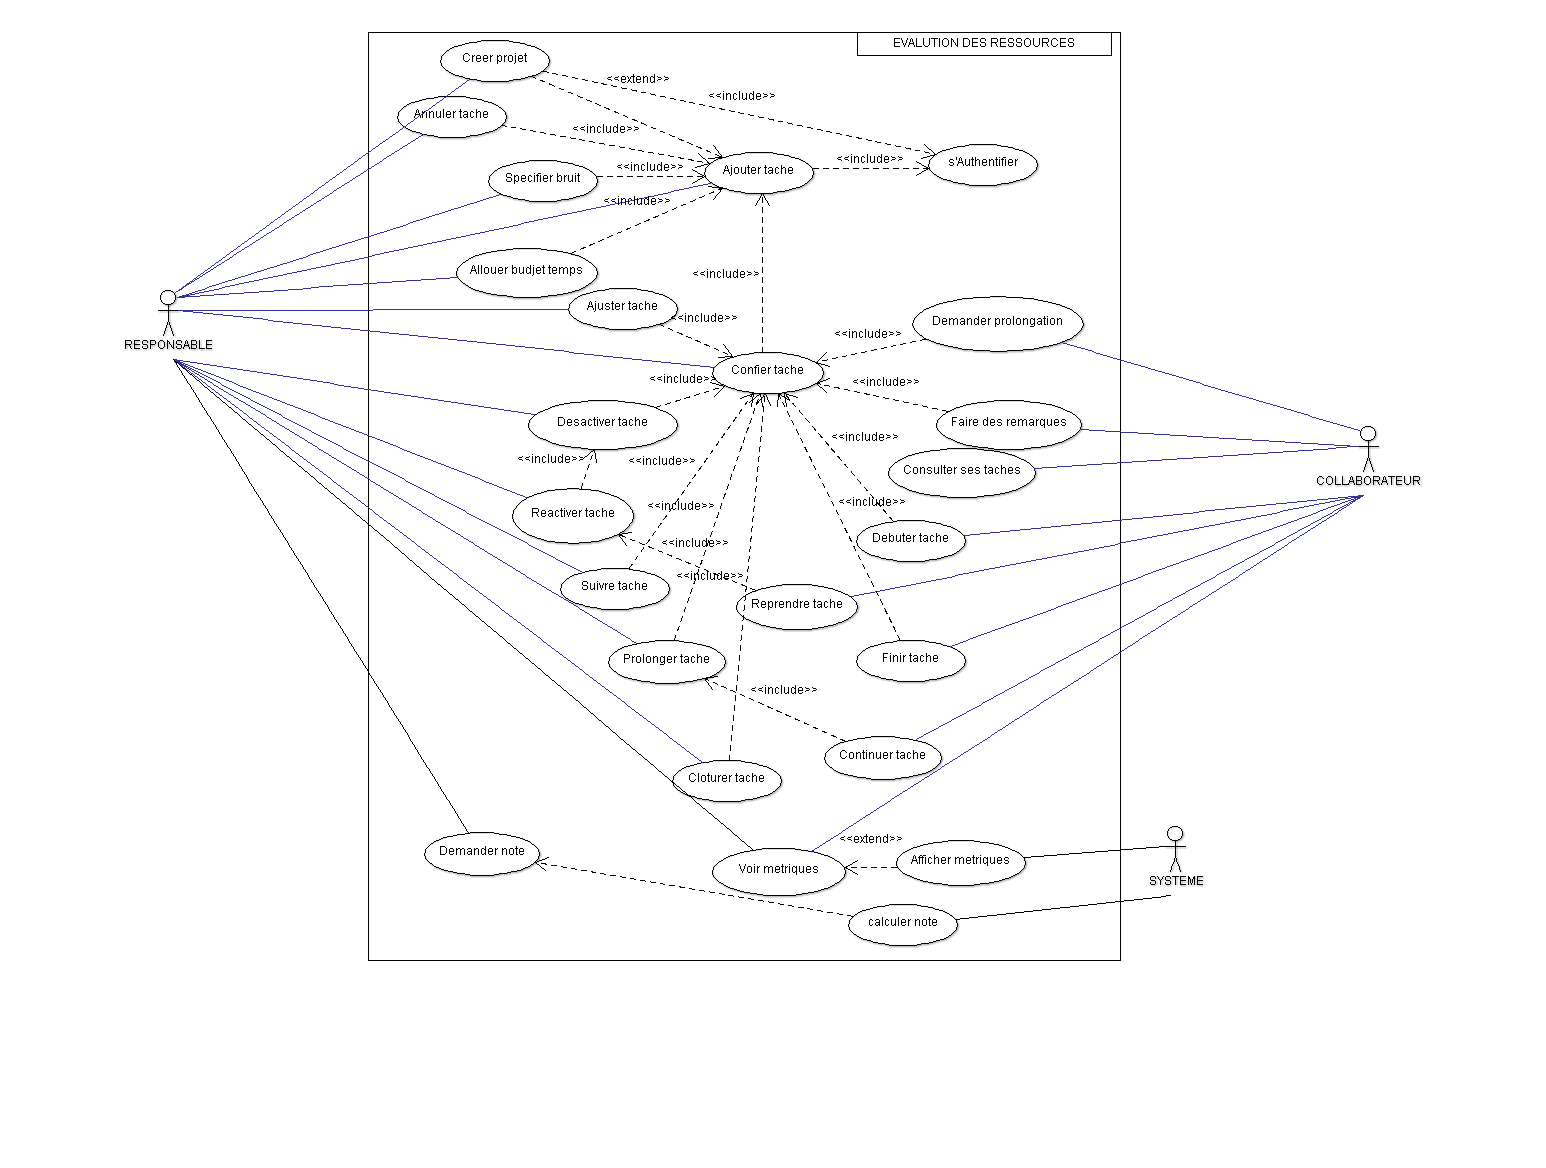 EVALUTION DES RESSOURCES
Creer projet
<<extend>>
<<include>>
Annuler tache
<<include>>
<<include>>
s'Authentifier
Specifier bruit
<<include>>
Ajouter tache
<<include>>
Allouer budjet temps
<<include>>
Ajuster tache
<<include>>
Demander prolongation
<<include>>
RESPONSABLE
Confier tache
<<include>>
<<include>>
Desactiver tache
Faire des remarques
<<include>>
<<include>>
<<include>>
Consulter ses taches
COLLABORATEUR
<<include>>
<<include>>
Reactiver tache
Debuter tache
<<include>>
<<include>>
Suivre tache
Reprendre tache
Prolonger tache
Finir tache
<<include>>
Continuer tache
Cloturer tache
<<extend>>
Demander note
Voir metriques
Afficher metriques
SYSTEME
calculer note